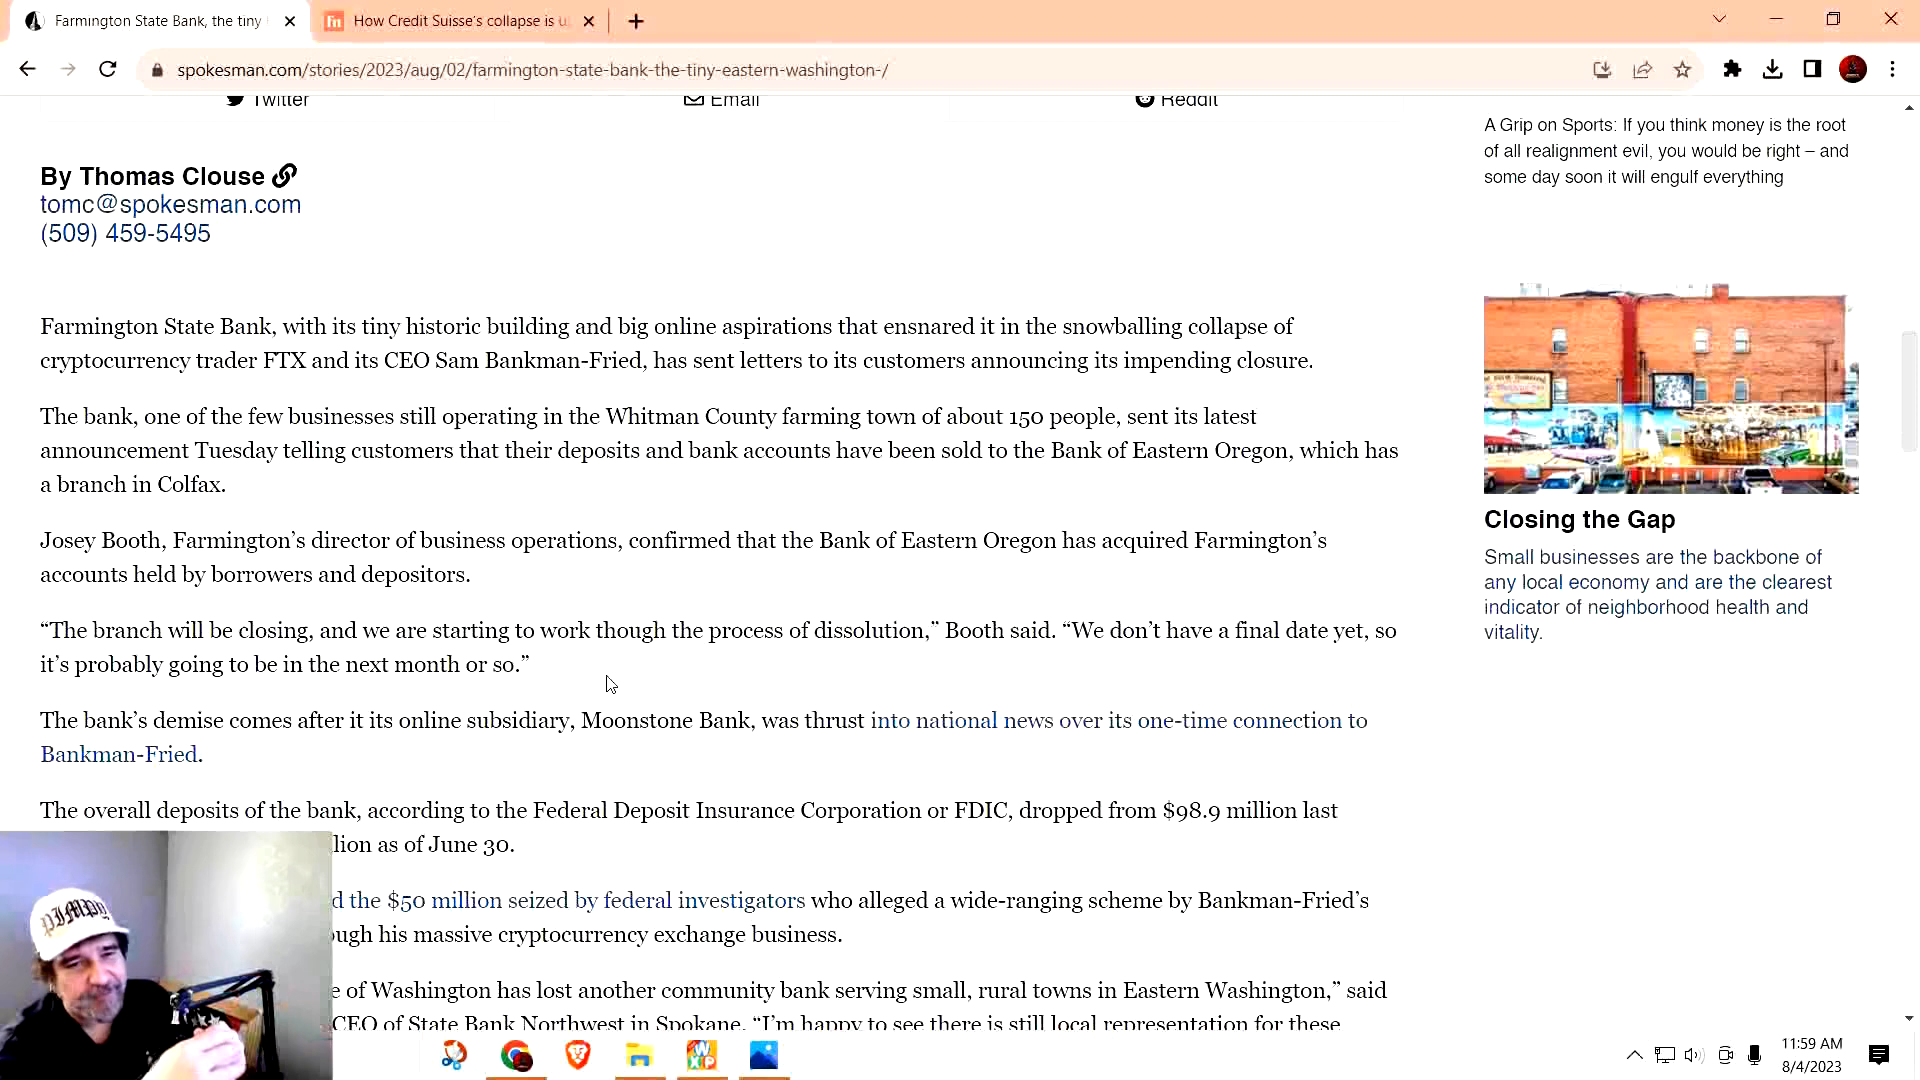 Farmington State Bank, the tiny
How Credit Suisse's collapse is u
spokesman.com/stories/2023/aug/02/farmington-state-bank-the-tiny-eastern-washington-/
Twitter
Email
Reddit
By Thomas Clouse
tomc@spokesman.com
(509) 459-5495
Farmington State Bank, with its tiny historic building and big online aspirations that ensnared it in the snowballing collapse of
cryptocurrency trader FTX and its CEO Sam Bankman-Fried, has sent letters to its customers announcing its impending closure.
The bank, one of the few businesses still operating in the Whitman County farming town of about 150 people, sent its latest
announcement Tuesday telling customers that their deposits and bank accounts have been sold to the Bank of Eastern Oregon, which has
a branch in Colfax.
Josey Booth, Farmington's director of business operations, confirmed that the Bank of Eastern Oregon has acquired Farmington's
accounts held by borrowers and depositors.
“The branch will be closing, and we are starting to work though the process of dissolution,” Booth said. “We don't have a final date yet, so
it's probably going to be in the next month or so.”
The bank's demise comes after it its online subsidiary, Moonstone Bank, was thrust into national news over its one-time connection to
Bankman-Fried.
The overall deposits of the bank, according to the Federal Deposit Insurance Corporation or FDIC, dropped from $98.9 million last
lion as of June 30.
d the $50 million seized by federal investigators who alleged a wide-ranging scheme by Bankman-Fried's
ough his massive cryptocurrency exchange business.
e of Washington has lost another community bank serving small, rural towns in Eastern Washington,” said
CEO of State Bank Northwest in Spokane. “I'm happy to see there is still local representation for these
A Grip on Sports: If you think money is the root
of all realignment evil, you would be right – and
some day soon it will engulf everything
Closing the Gap
Small businesses are the backbone of
any local economy and are the clearest
indicator of neighborhood health and
vitality.
PIMPY
11:59 AM
8/4/2023